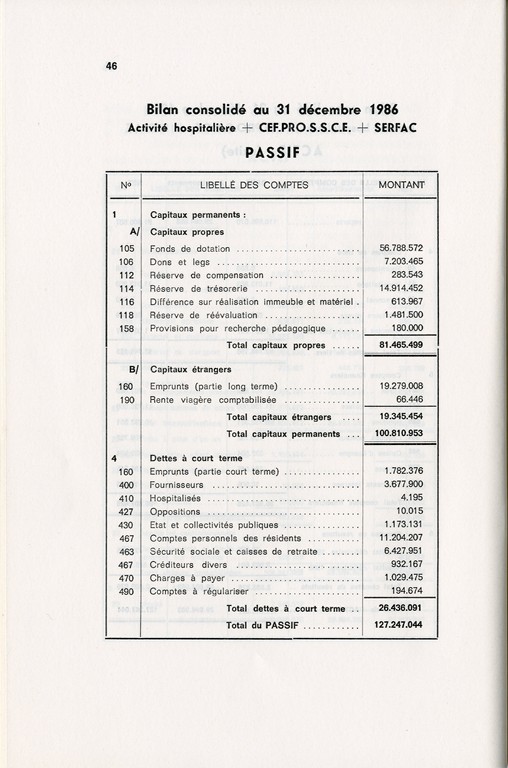 46
Bilan consolidé au 31 décembre 1986
Activité hospitalière + CEF.PRO.S.S.C.E. + SERFAC
PASSIF
Nº LIBELLÉ DES COMPTES MONTANT
1 Capitaux permanents :
A/ Capitaux propres
105 Fonds de dotation ........................ 56.788.572
106 Dons et legs ............................. 7.203.465
112 Réserve de compensation .................. 283.543
114 Réserve de trésorerie .................... 14.914.452
116 Différence sur réalisation immeuble et matériel . 613.967
118 Réserve de réévaluation .................. 1.481.500
158 Provisions pour recherche pédagogique ...... 180.000
Total capitaux propres ...... 81.465.499
B/ Capitaux étrangers
160 Emprunts (partie long terme) ............... 19.279.008
190 Rente viagère comptabilisée ................ 66.446
Total capitaux étrangers .... 19.345.454
Total capitaux permanents ... 100.810.953
4 Dettes à court terme
160 Emprunts (partie court terme) ............... 1.782.376
400 Fournisseurs ............................. 3.677.900
410 Hospitalisés ............................. 4.195
427 Oppositions .............................. 10.015
430 Etat et collectivités publiques ............... 1.173.131
467 Comptes personnels des résidents ........... 11.204.207
463 Sécurité sociale et caisses de retraite ........ 6.427.951
467 Créditeurs divers ......................... 932.167
470 Charges à payer ......................... 1.029.475
490 Comptes à régulariser ..................... 194.674
Total dettes à court terme .. 26.436.091
Total du PASSIF ........... 127.247.044